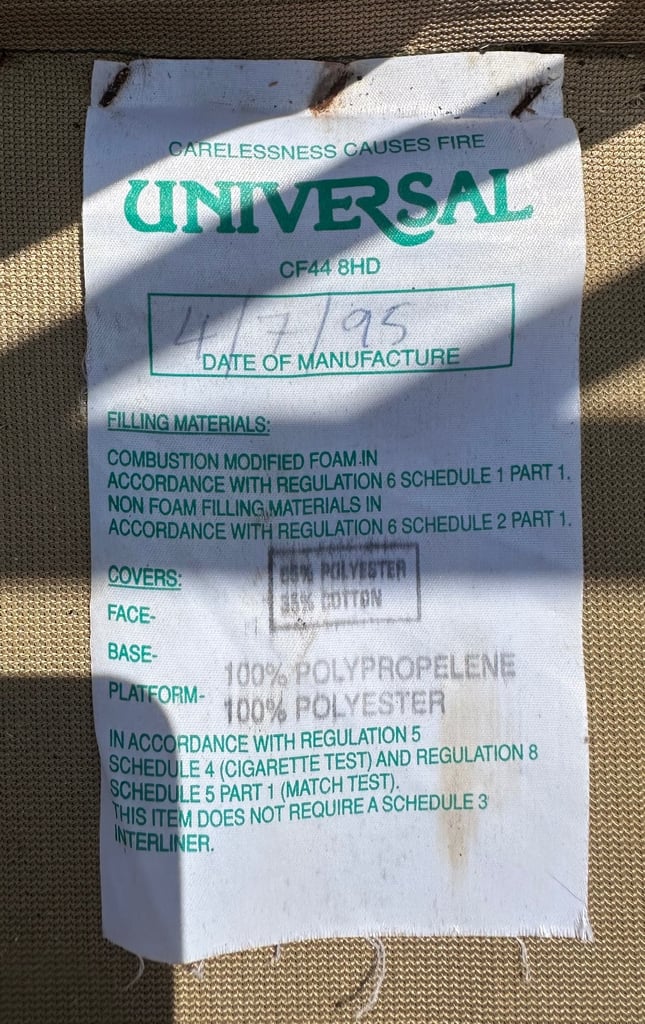 CARELESSNESS CAUSES FIRE
UNIVERSAL
CF44 8HD
4/7/95
DATE OF MANUFACTURE
FILLING MATERIALS:
COMBUSTION MODIFIED FOAM IN
ACCORDANCE WITH REGULATION 6 SCHEDULE 1 PART 1.
NON FOAM FILLING MATERIALS IN
ACCORDANCE WITH REGULATION 6 SCHEDULE 2 PART 1.
COVERS:
65% POLYESTER
35% COTTON
FACE-
BASE-
100% POLYPROPELENE
PLATFORM-
100% POLYESTER
IN ACCORDANCE WITH REGULATION 5
SCHEDULE 4 (CIGARETTE TEST) AND REGULATION 8
SCHEDULE 5 PART 1 (MATCH TEST).
THIS ITEM DOES NOT REQUIRE A SCHEDULE 3
INTERLINER.